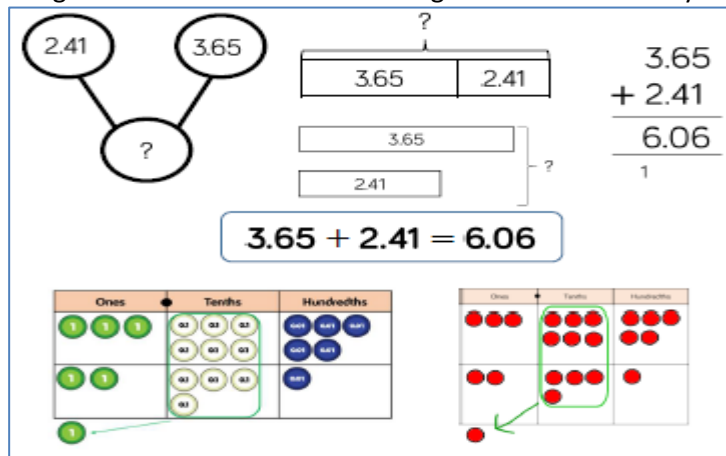 2.41 3.65
?
?
3.65 2.41
3.65
2.41
?
3.65
+ 2.41
6.06
1
3.65 + 2.41 = 6.06
Ones Tenths Hundredths
1 1 1 0.1 0.1 0.1 0.01 0.01 0.01
0.1 0.1 0.1 0.01 0.01
1 1 0.1 0.1 0.1 0.01
0.1
1
Ones Tenths Hundredths